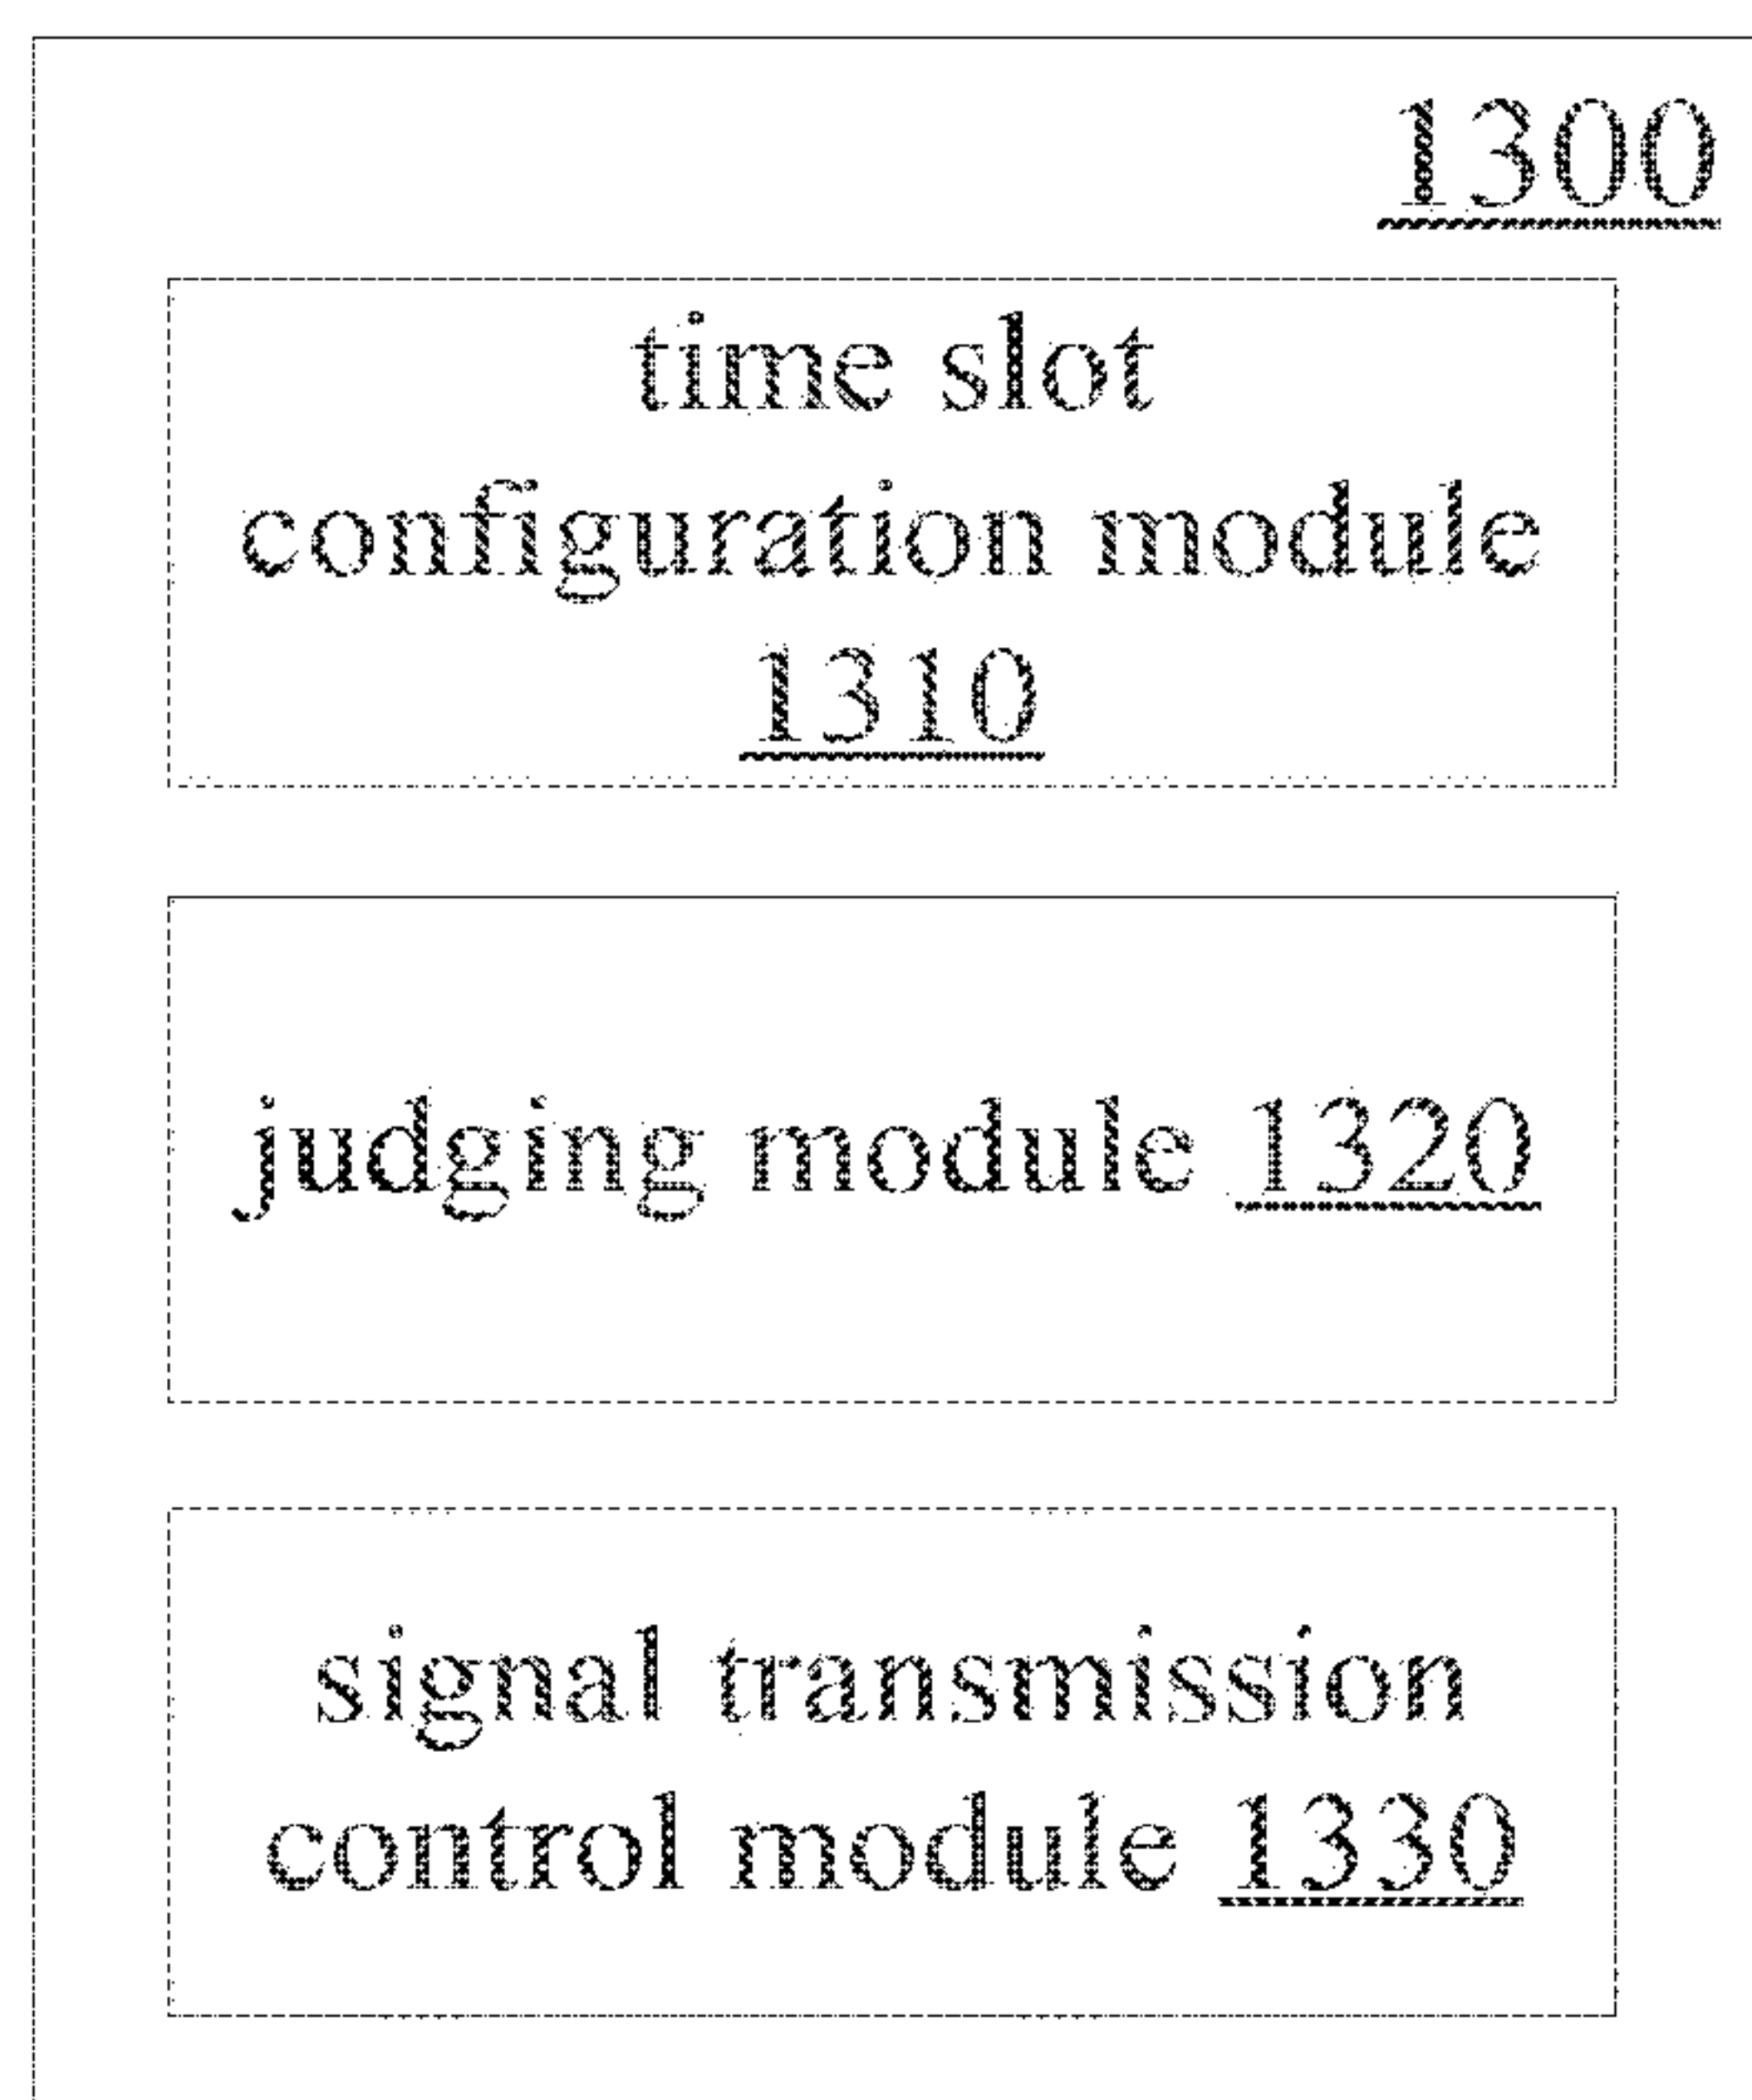 1300
time slot
configuration module
1310
judging module 1320
signal transmission
control module 1330